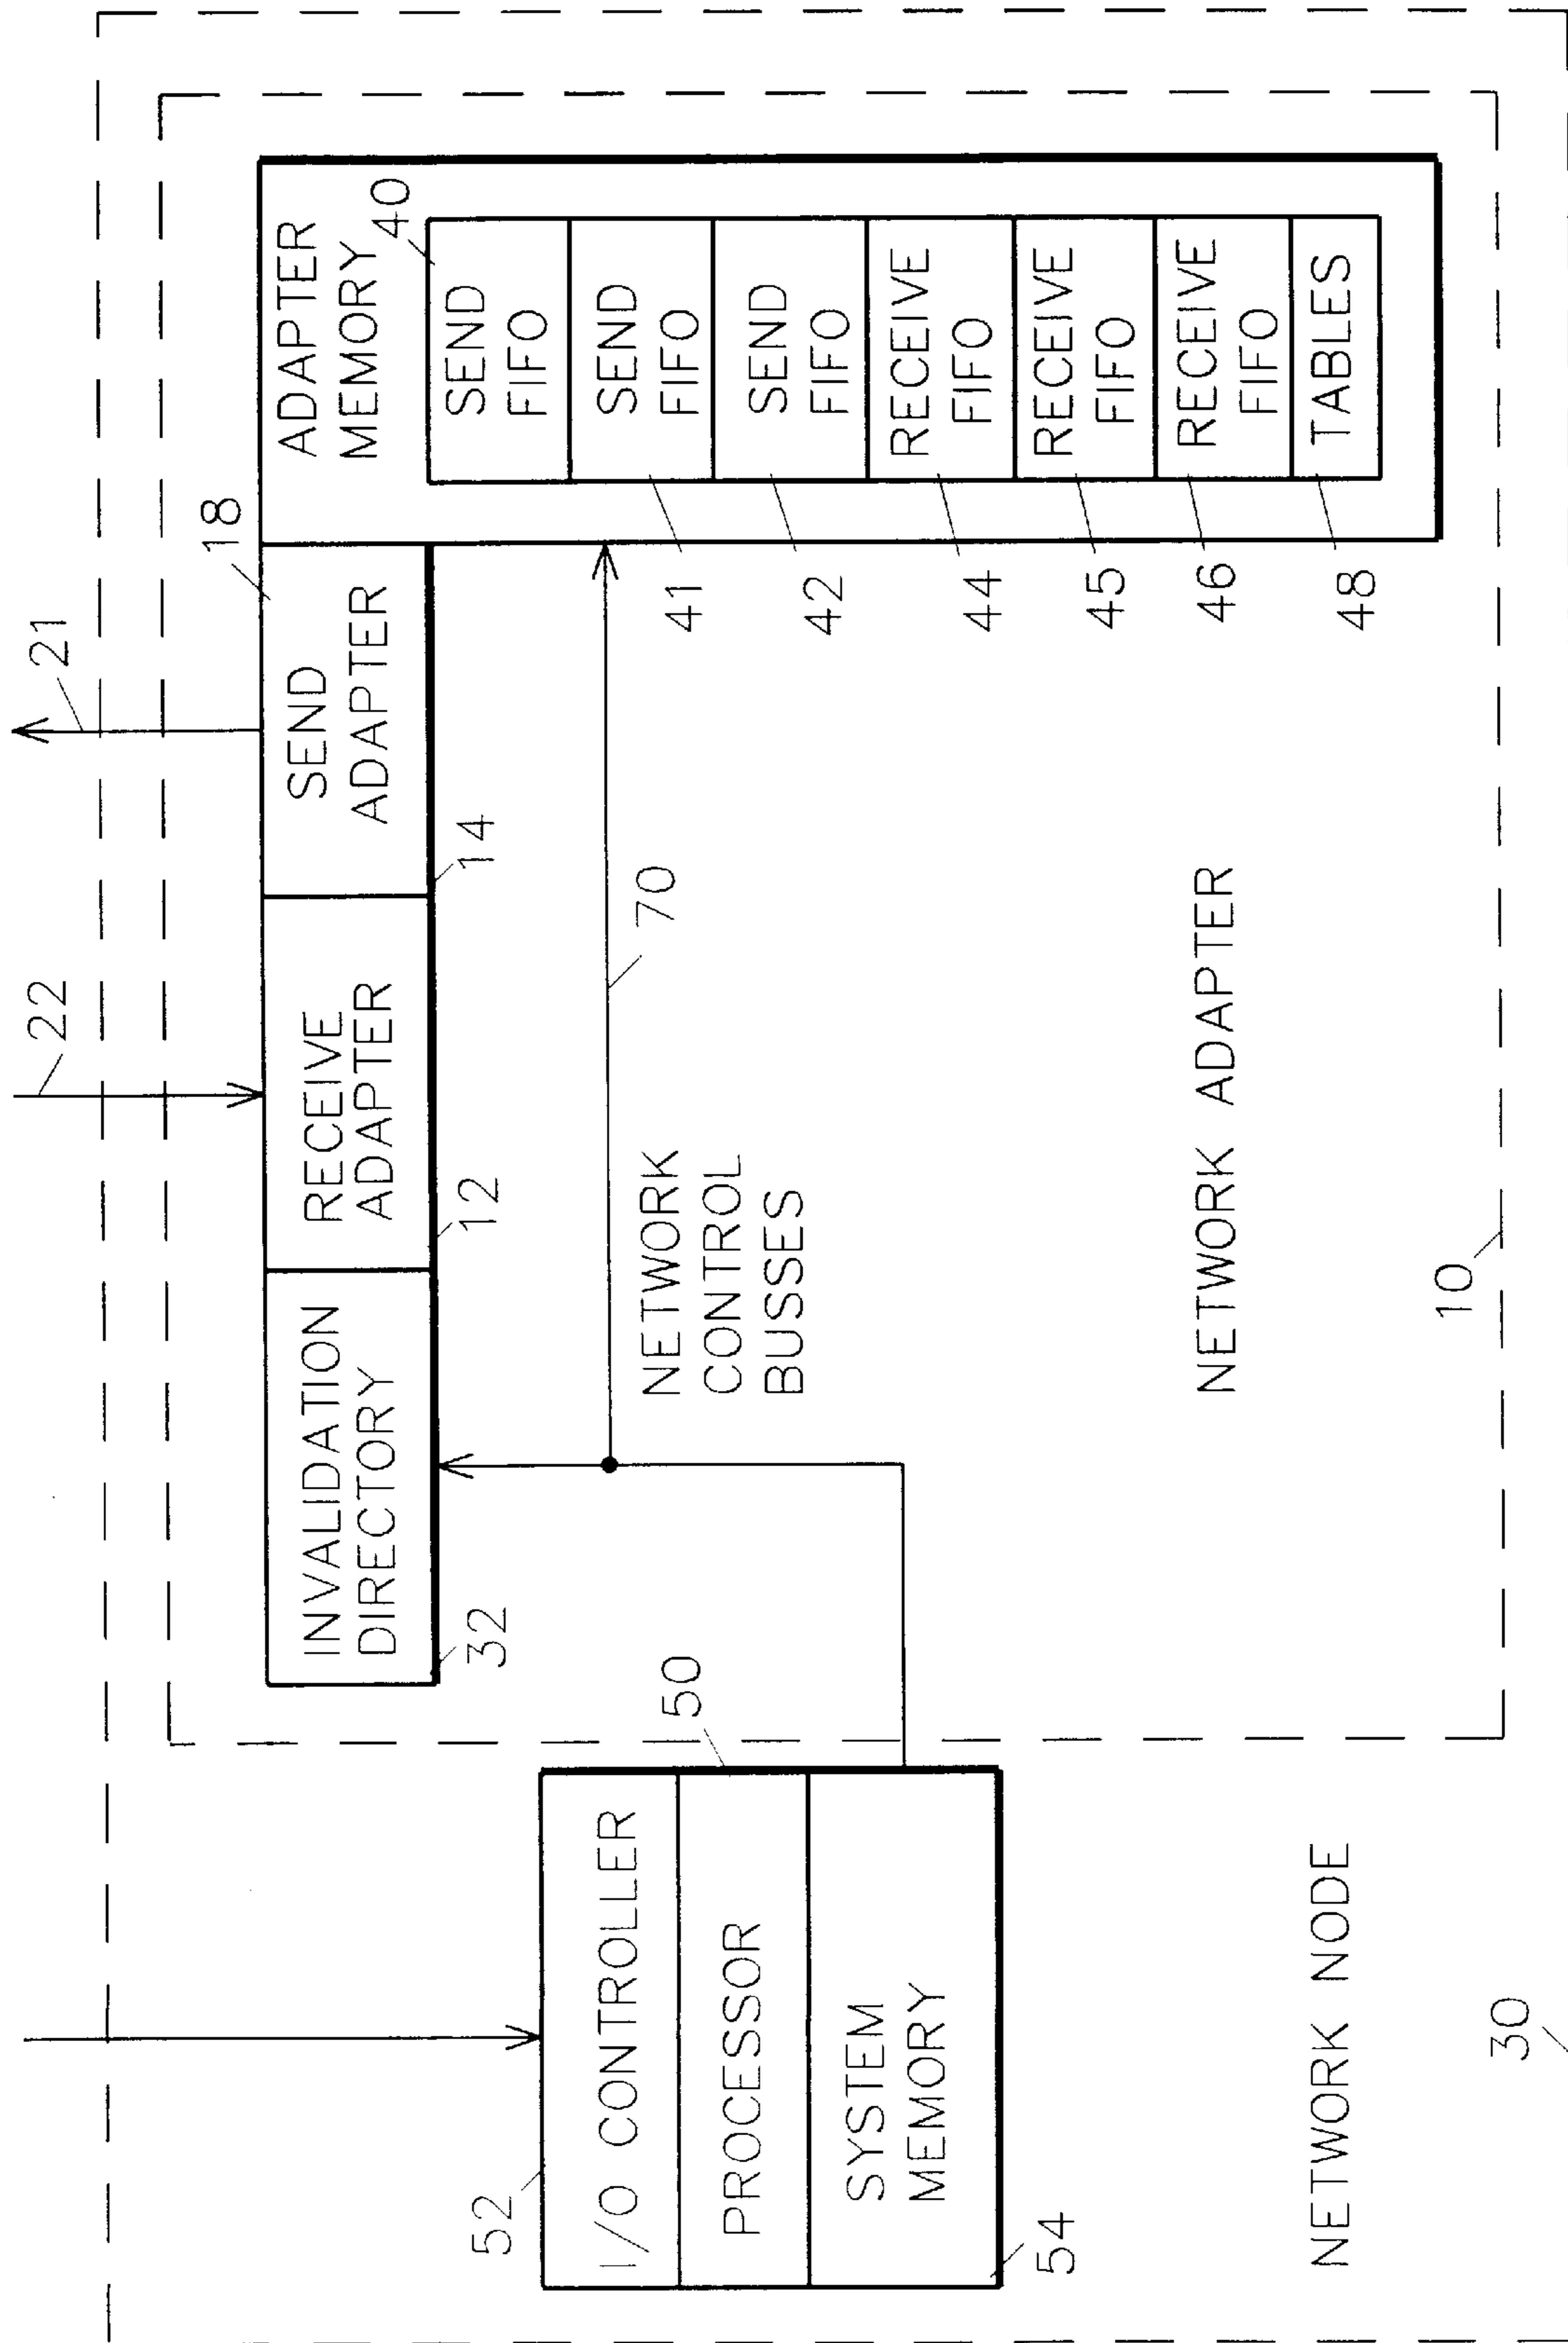 22
21
18
INVALIDATION
DIRECTORY
RECEIVE
ADAPTER
SEND
ADAPTER
ADAPTER
MEMORY
40
32
12
14
SEND
FIFO
SEND
FIFO
SEND
FIFO
RECEIVE
FIFO
RECEIVE
FIFO
RECEIVE
FIFO
TABLES
41
42
44
45
46
48
70
NETWORK
CONTROL
BUSSES
52
50
I/O CONTROLLER
PROCESSOR
SYSTEM
MEMORY
54
NETWORK ADAPTER
10
NETWORK NODE
30